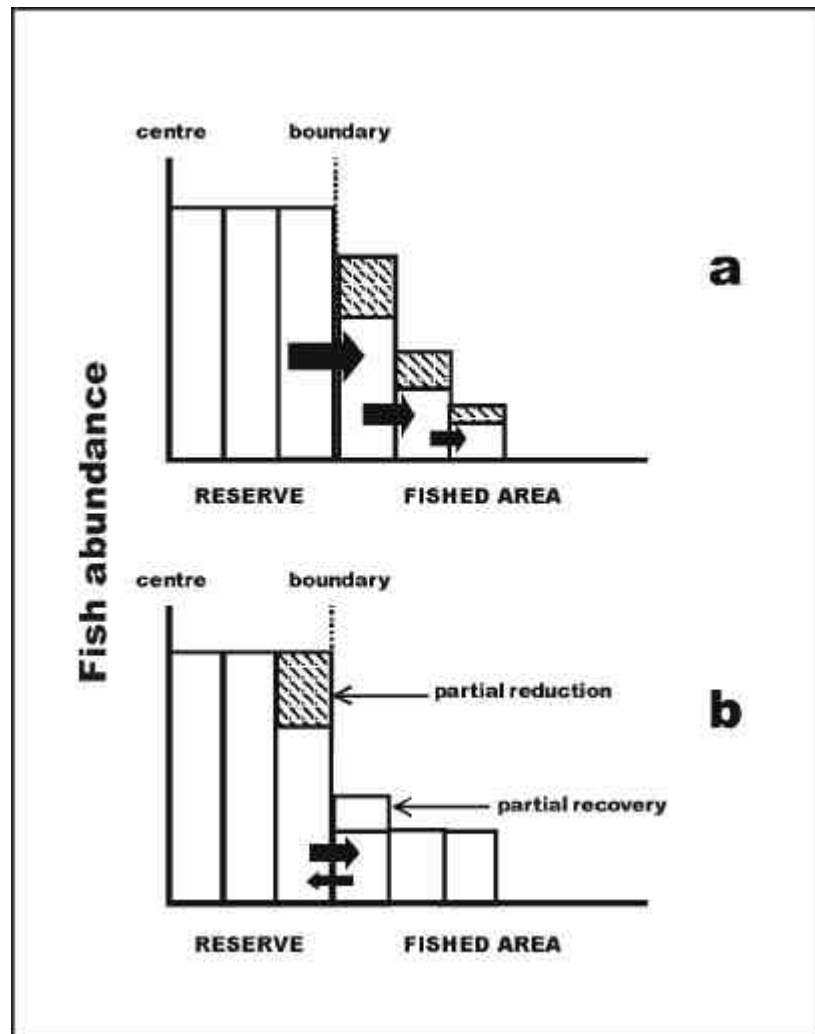 centre boundary
a
RESERVE FISHED AREA
Fish abundance
centre boundary
partial reduction
b
partial recovery
RESERVE FISHED AREA